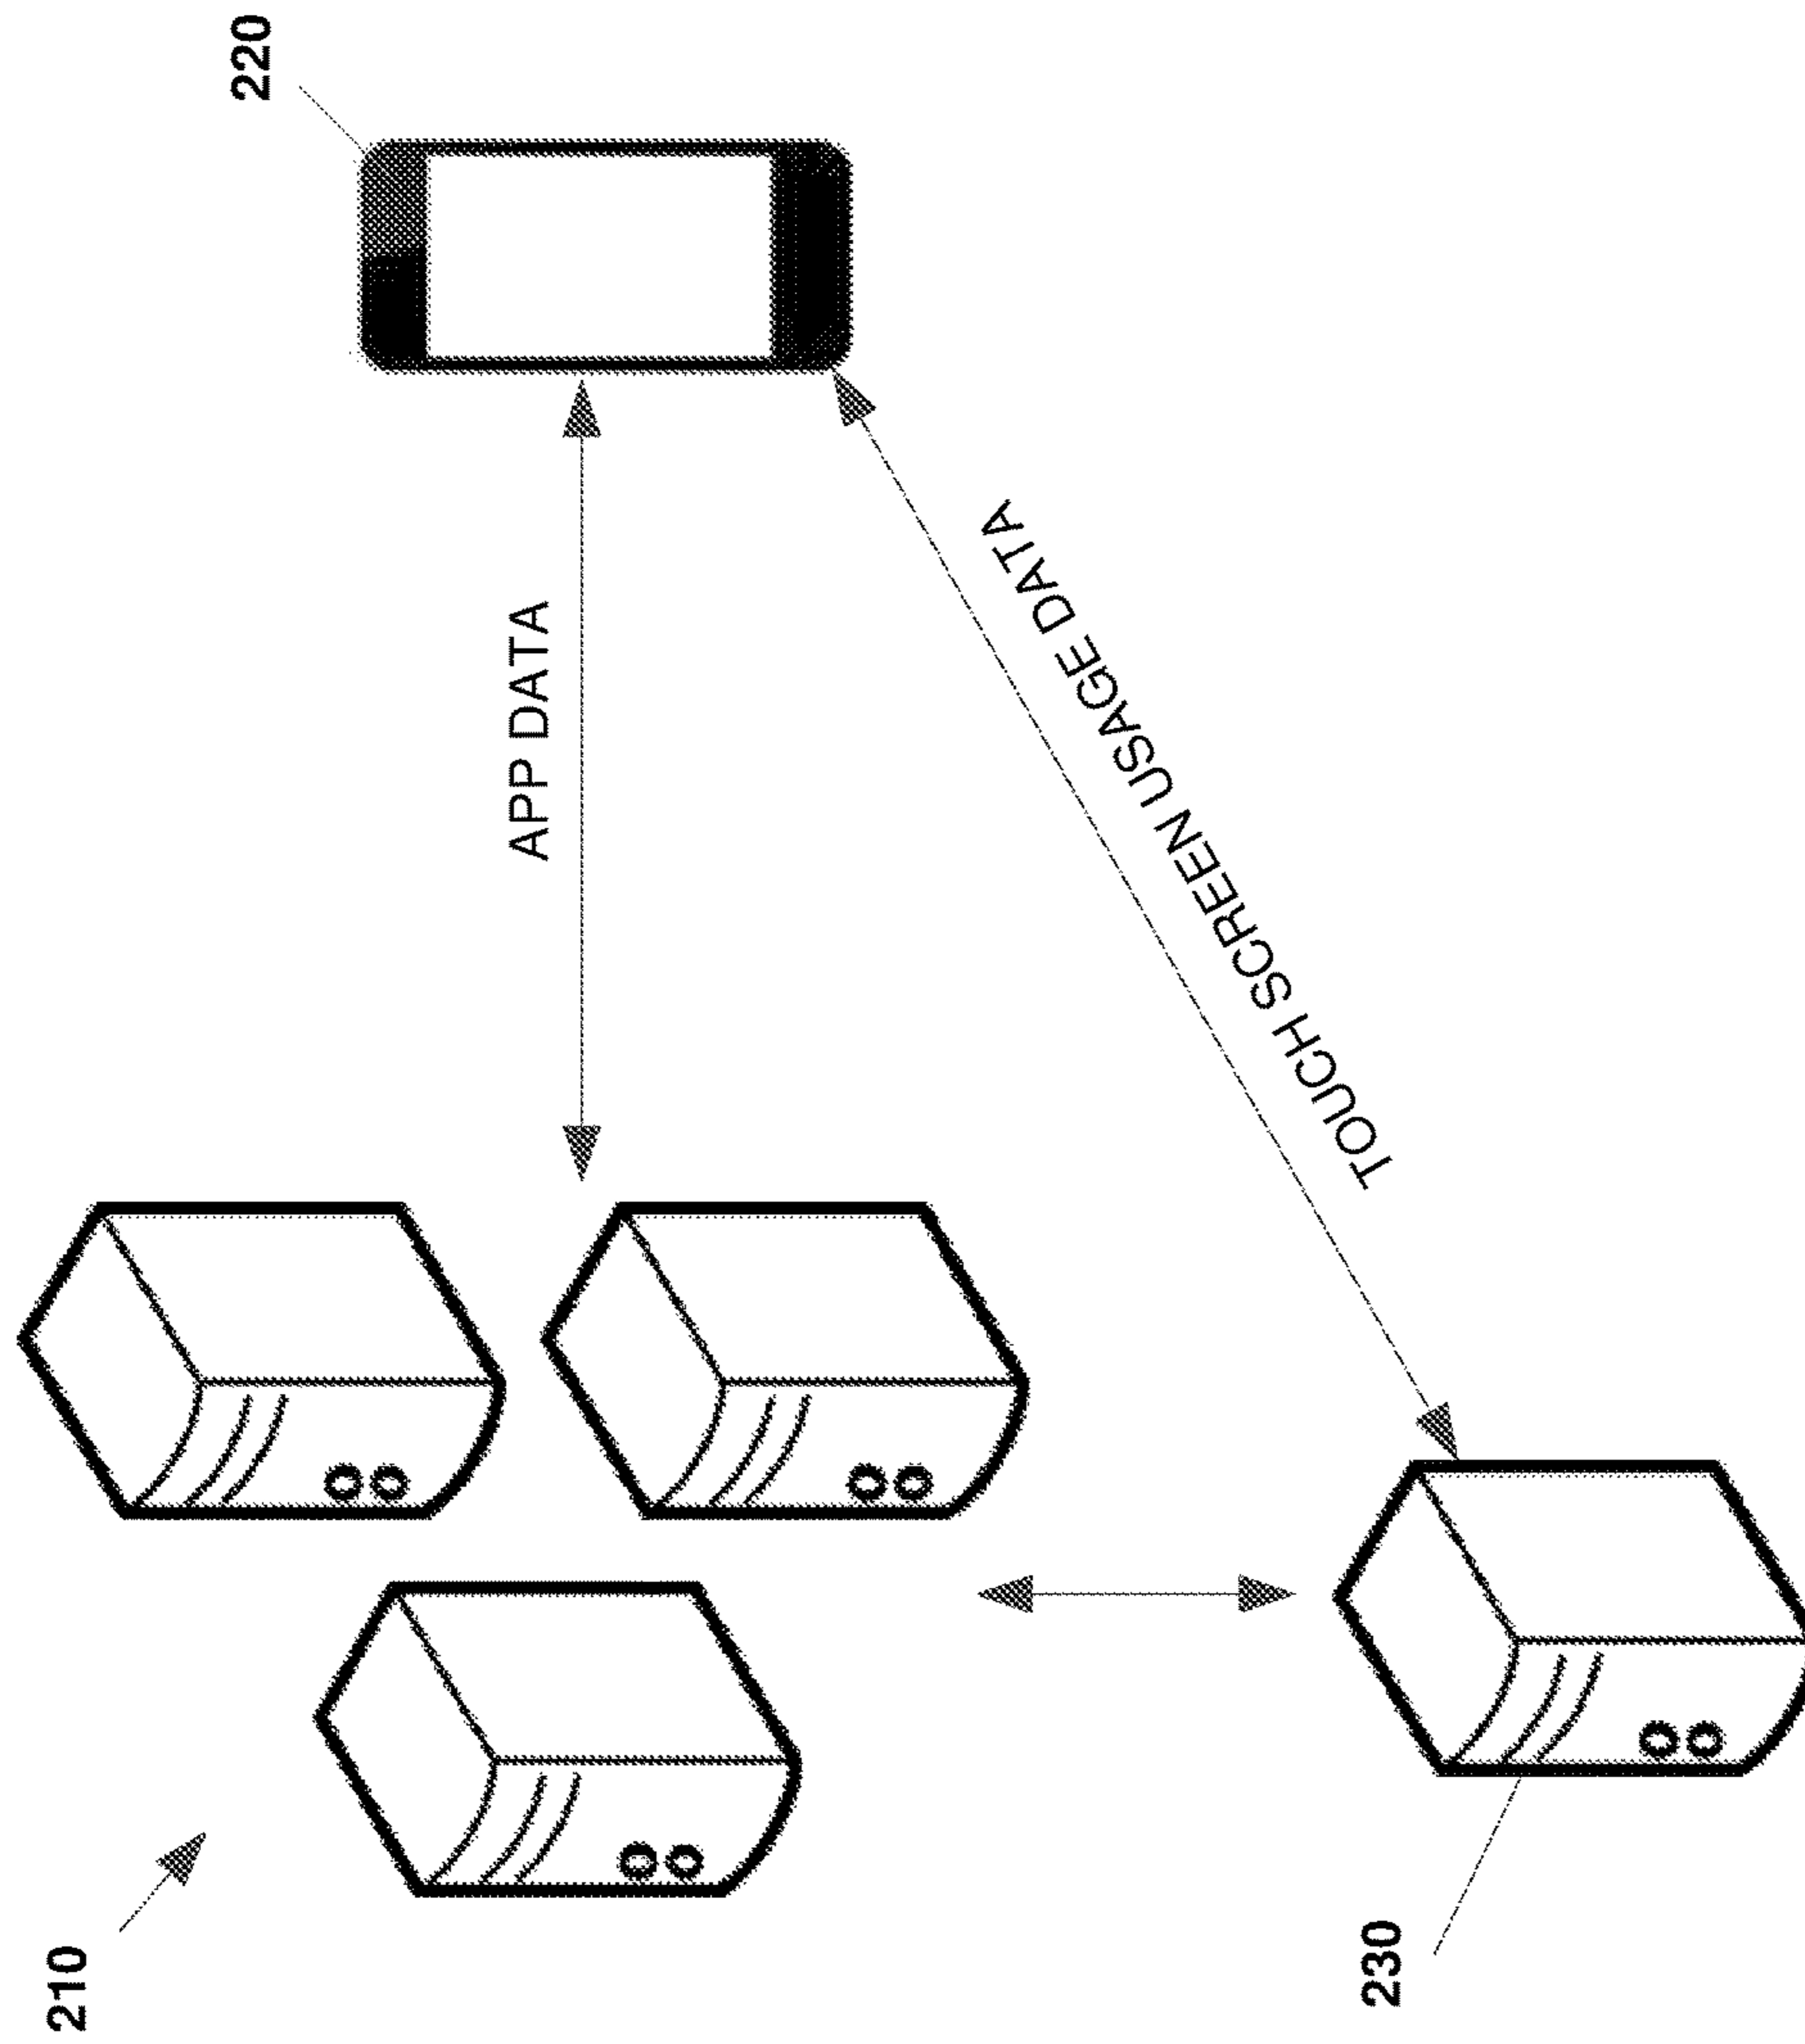 210
APP DATA
220
TOUCH SCREEN USAGE DATA
230